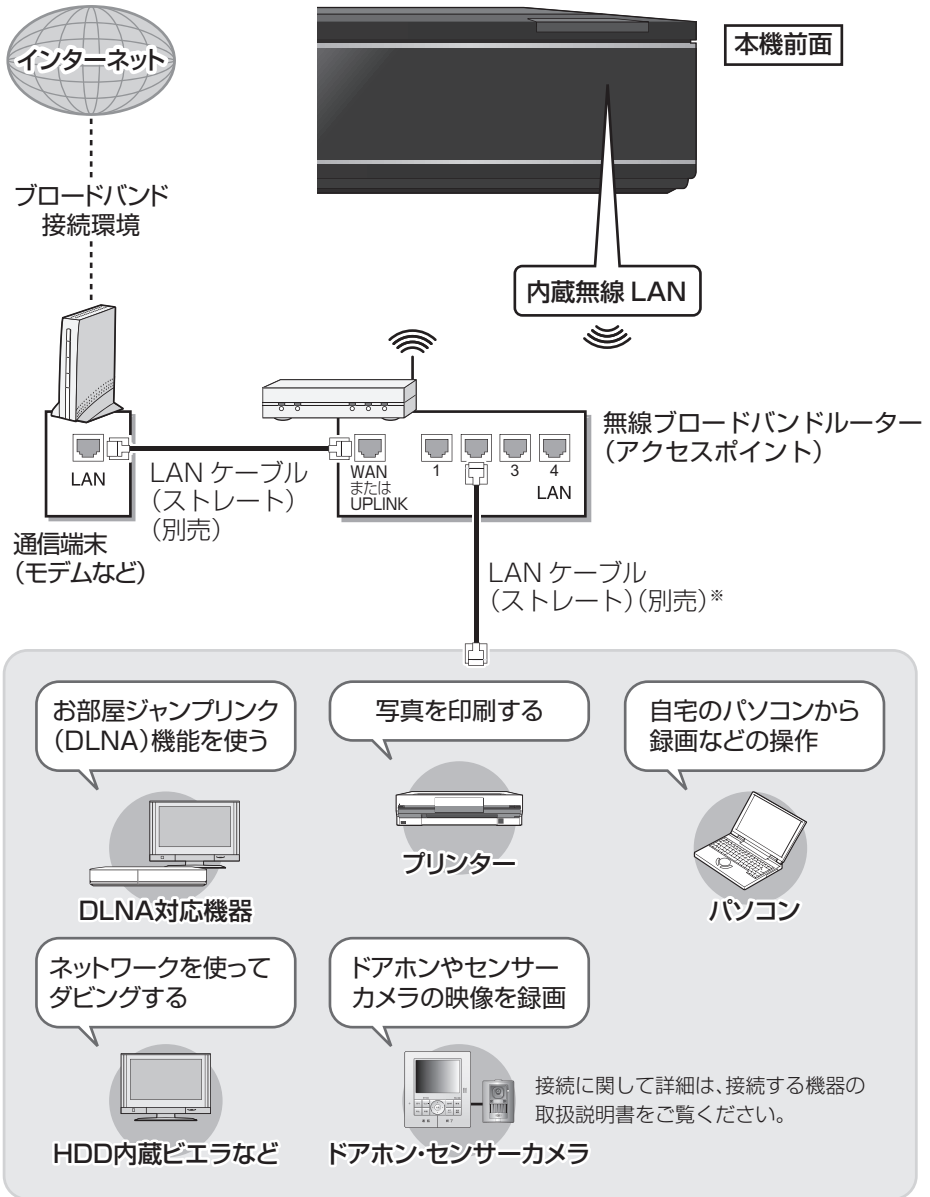 インターネット
本機前面
ブロードバンド
接続環境
内蔵無線 LAN
無線ブロードバンドルーター
（アクセスポイント）
LAN
LAN ケーブル
（ストレート）
（別売）
WAN
または
UPLINK
1
3
4
LAN
通信端末
（モデムなど）
LAN ケーブル
（ストレート）（別売）※
お部屋ジャンプリンク
（DLNA）機能を使う
DLNA対応機器
写真を印刷する
プリンター
自宅のパソコンから
録画などの操作
パソコン
ネットワークを使って
ダビングする
HDD内蔵ビエラなど
ドアホンやセンサー
カメラの映像を録画
ドアホン・センサーカメラ
接続に関して詳細は、接続する機器の
取扱説明書をご覧ください。